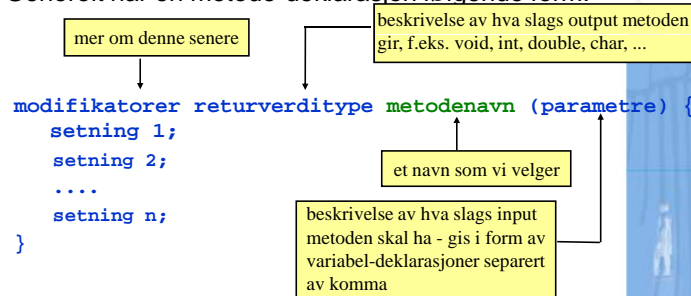 mer om denne senere
beskrivelse av hva slags output metoden
gir, f.eks. void, int, double, char, ...
modifikatorer returverditype metodenavn (parametre) {
setning 1;
setning 2;
....
setning n;
}
et navn som vi velger
beskrivelse av hva slags input
metoden skal ha - gis i form av
variabel-deklarasjoner separert
av komma